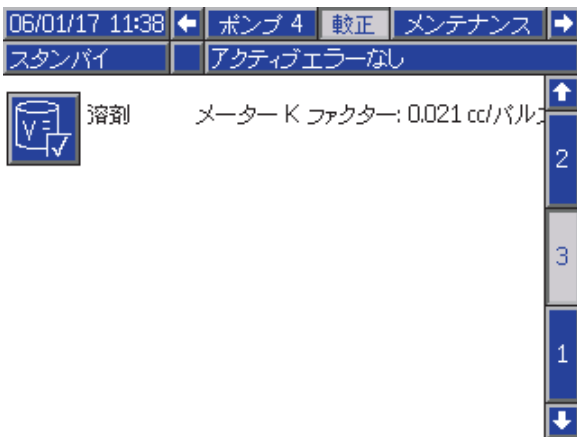 06/01/17 11:38 ポンプ 4 較正 メンテナンス
スタンバイ アクティブエラーなし
溶剤 メーター K ファクター: 0.021 cc/パル
2
3
1